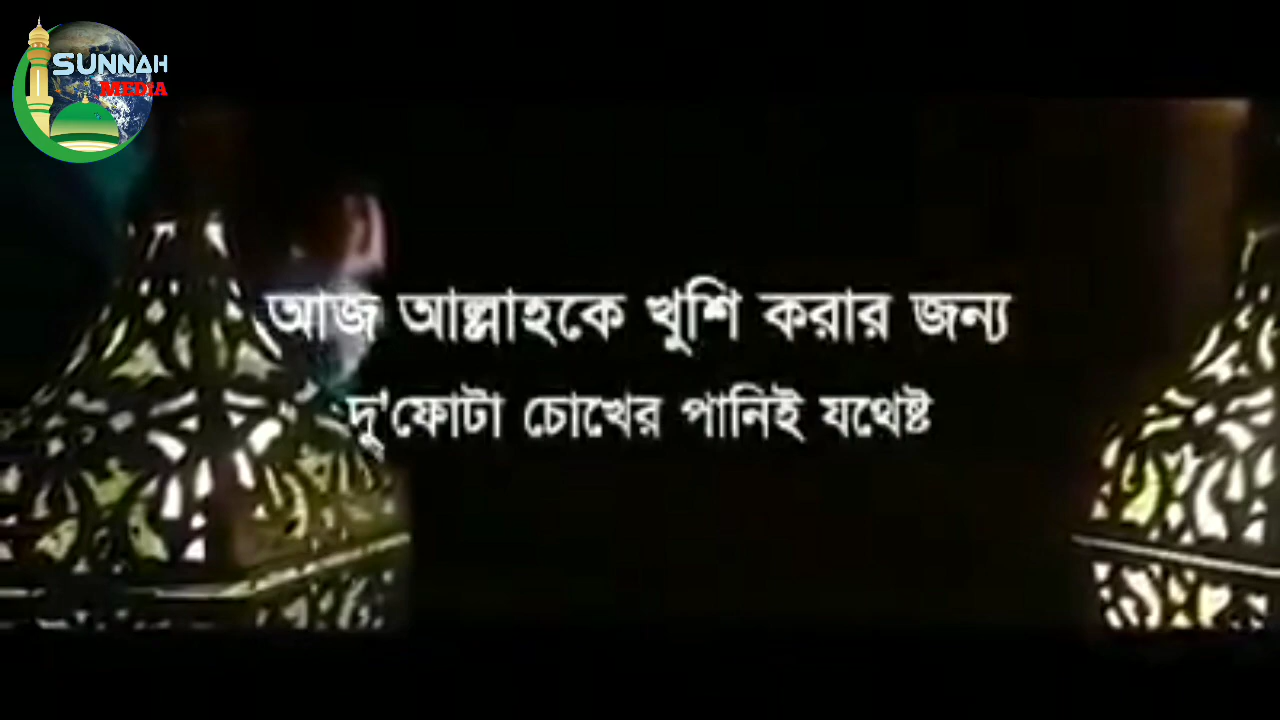 SUNNAH
MEDIA
আজ আল্লাহকে খুশি করার জন্য
দু'ফোটা চোখের পানিই যথেষ্ট